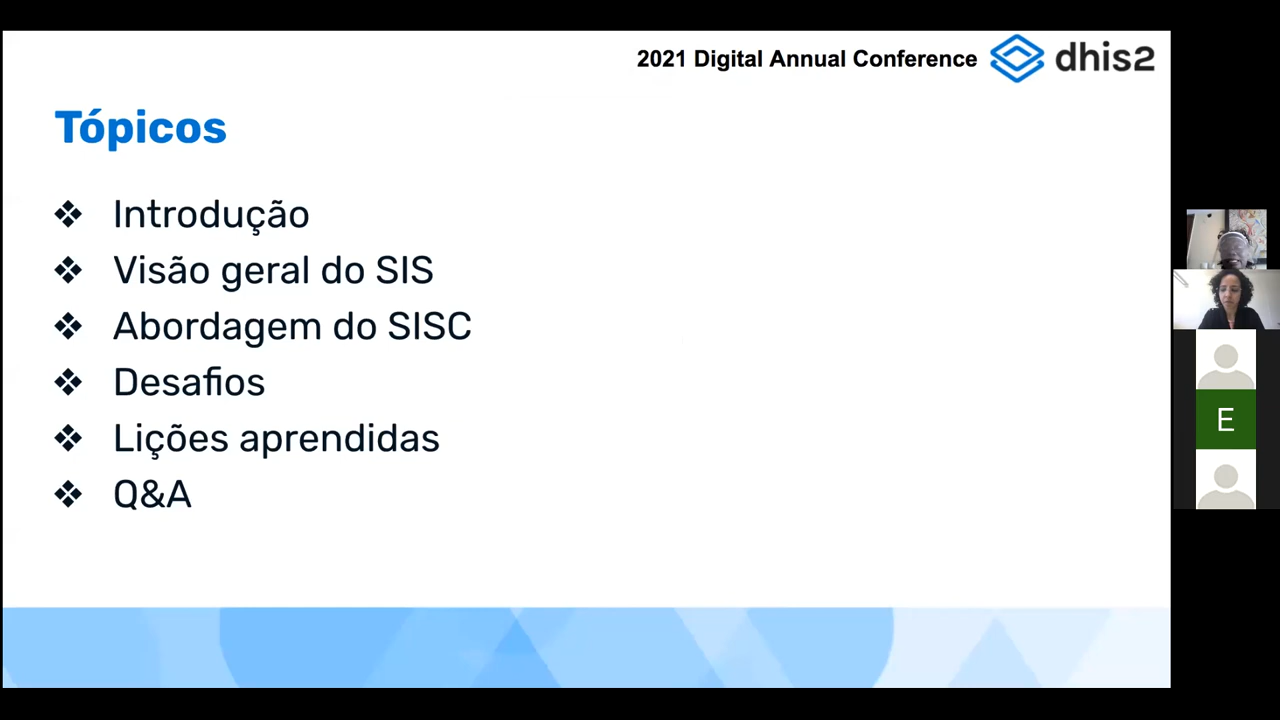 2021 Digital Annual Conference dhis2
Tópicos
❖ Introdução
❖ Visão geral do SIS
❖ Abordagem do SISC
❖ Desafios
❖ Lições aprendidas
❖ Q&A
E